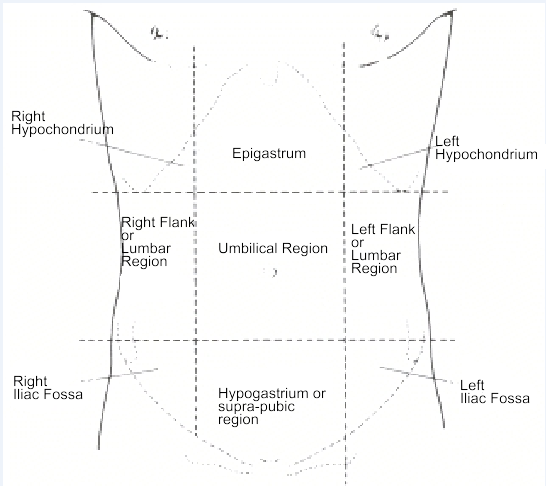 Right
Hypochondrium
Epigastrum
Left
Hypochondrium
Right Flank
or
Lumbar
Region
Umbilical Region
Left Flank
or
Lumbar
Region
Right
Iliac Fossa
Hypogastrium or
supra-pubic
region
Left
Iliac Fossa